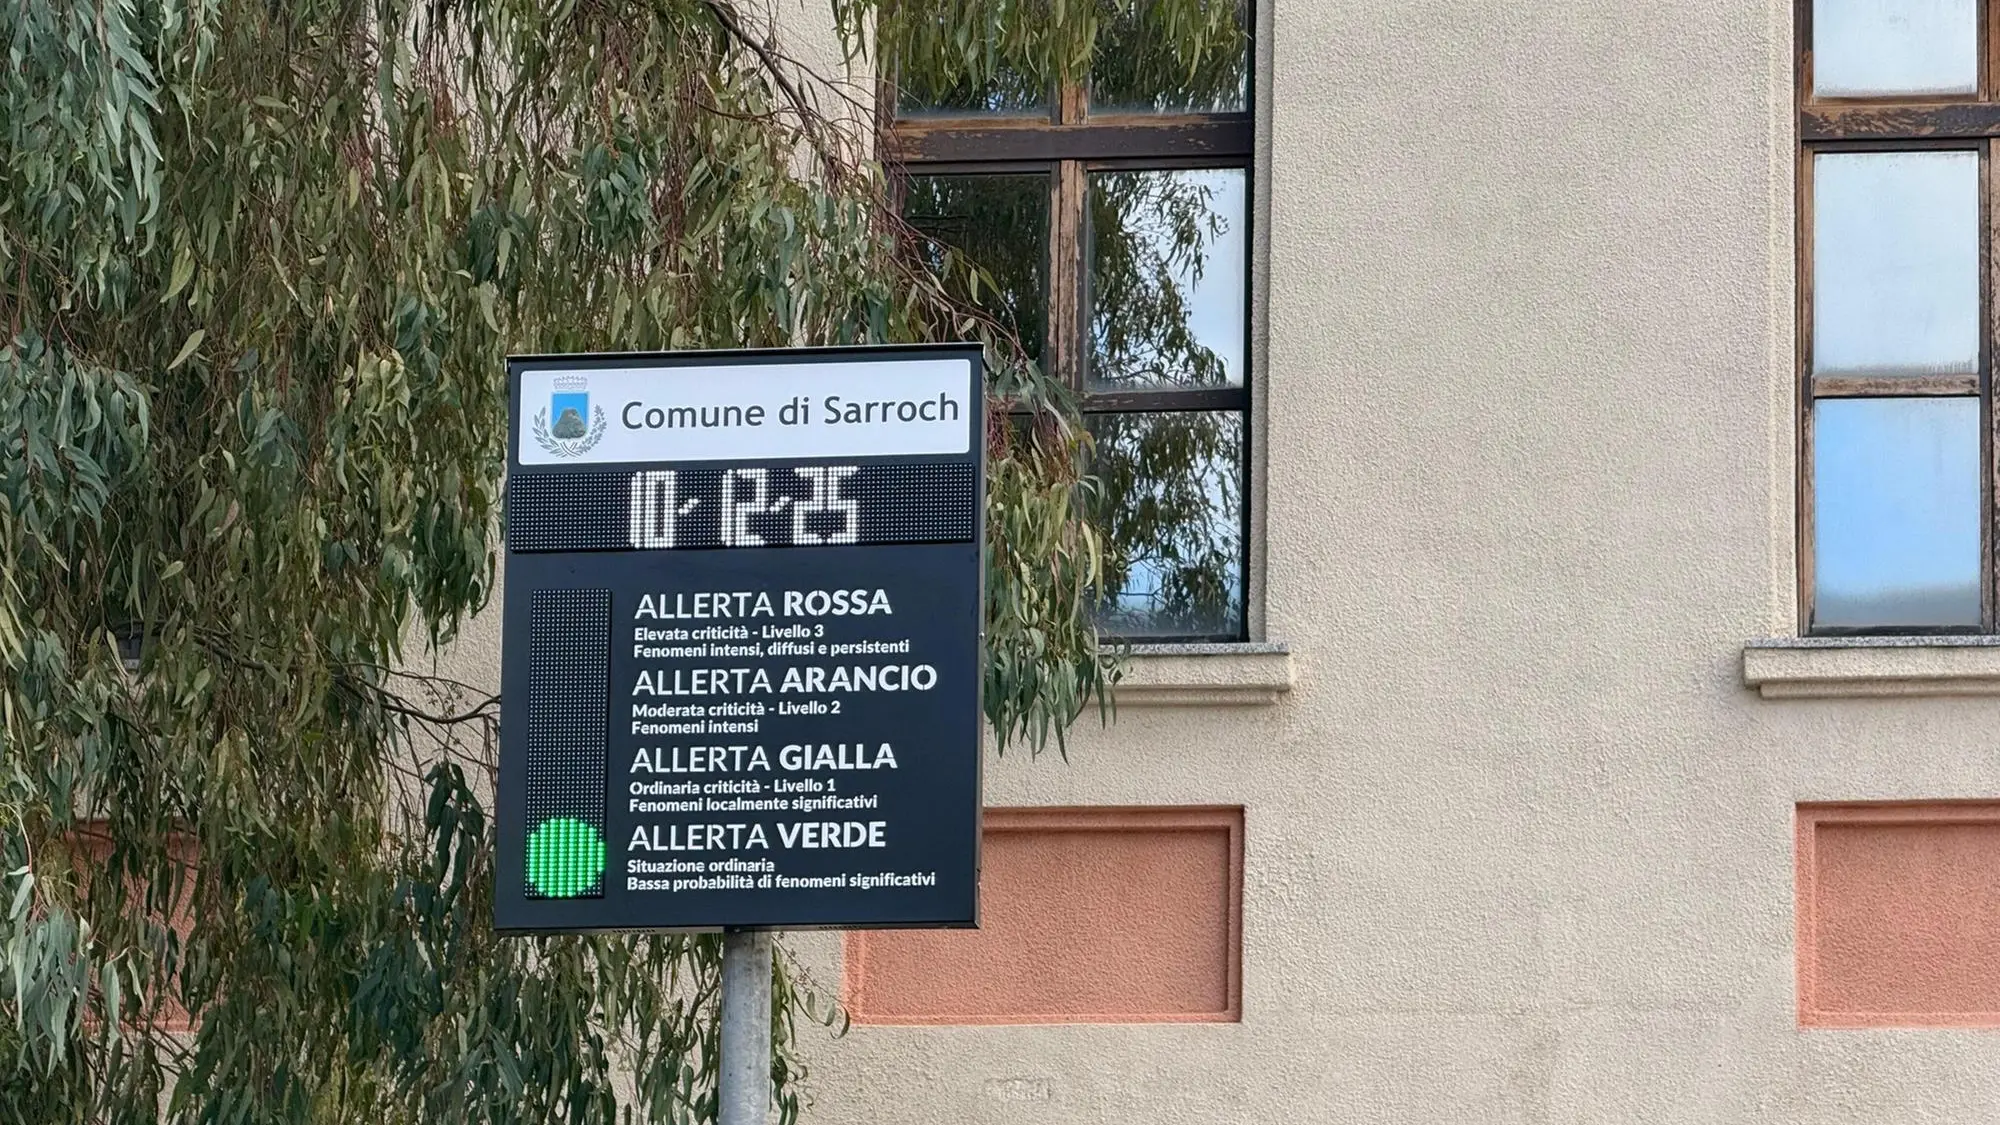 Comune di Sarroch
10-12-25
ALLERTA ROSSA
Elevata criticità - Livello 3
Fenomeni intensi, diffusi e persistenti
ALLERTA ARANCIO
Moderata criticità - Livello 2
Fenomeni intensi
ALLERTA GIALLA
Ordinaria criticità - Livello 1
Fenomeni localmente significativi
ALLERTA VERDE
Situazione ordinaria
Bassa probabilità di fenomeni significativi